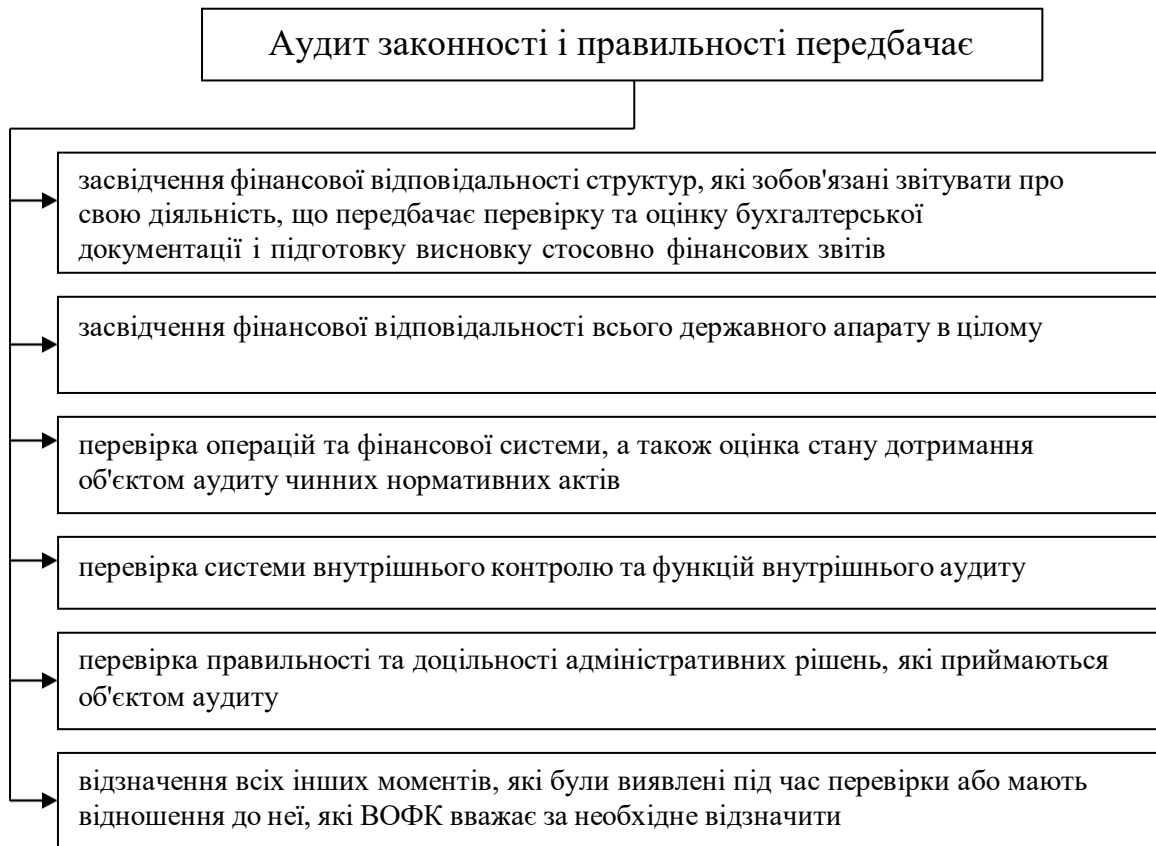 Аудит законності і правильності передбачає
засвідчення фінансової відповідальності структур, які зобов'язані звітувати про
свою діяльність, що передбачає перевірку та оцінку бухгалтерської
документації і підготовку висновку стосовно фінансових звітів
засвідчення фінансової відповідальності всього державного апарату в цілому
перевірка операцій та фінансової системи, а також оцінка стану дотримання
об'єктом аудиту чинних нормативних актів
перевірка системи внутрішнього контролю та функцій внутрішнього аудиту
перевірка правильності та доцільності адміністративних рішень, які приймаються
об'єктом аудиту
відзначення всіх інших моментів, які були виявлені під час перевірки або мають
відношення до неї, які ВОФК вважає за необхідне відзначити